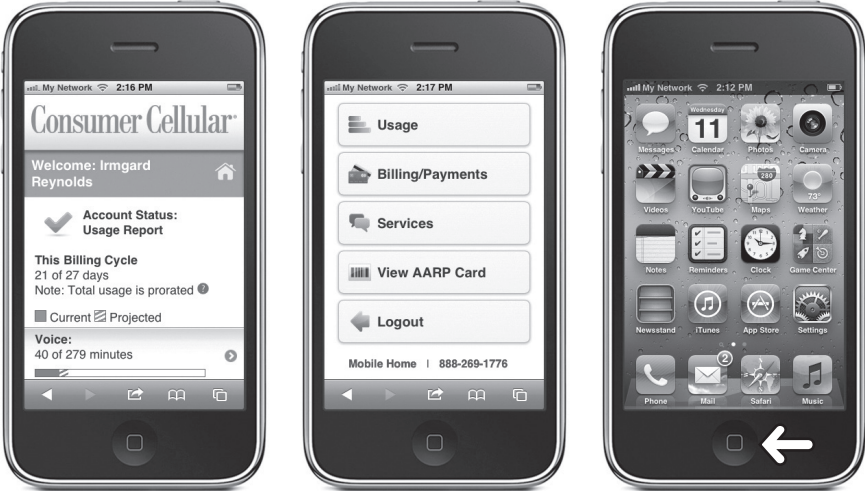 My Network 2:16 PM
Consumer Cellular
Welcome: Irmgard
Reynolds
Account Status:
Usage Report
This Billing Cycle
21 of 27 days
Note: Total usage is prorated ?
Current Projected
Voice:
40 of 279 minutes
My Network 2:17 PM
Usage
Billing/Payments
Services
View AARP Card
Logout
Mobile Home | 888-269-1776
My Network 2:12 PM
Wednesday
11
280
73°
Messages Calendar Photos Camera
Videos YouTube Maps Weather
Notes Reminders Clock Game Center
Newsstand iTunes App Store Settings
2
Phone Mail Safari Music